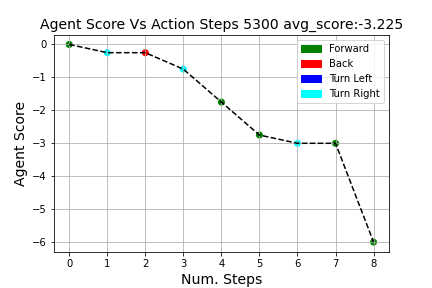 Agent Score Vs Action Steps 5300 avg_score:-3.225
0
−1
−2
−3
−4
−5
−6
Agent Score
Forward
Back
Turn Left
Turn Right
0 1 2 3 4 5 6 7 8
Num. Steps